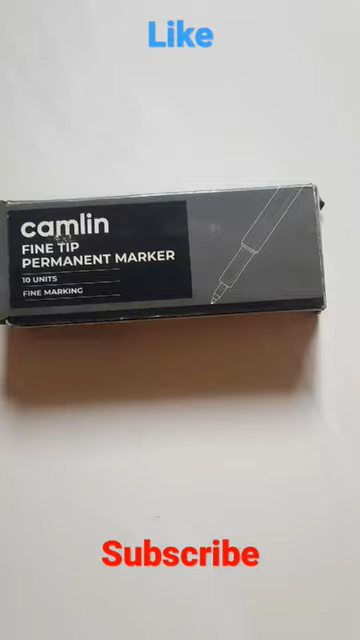 Like
camlin
FINE TIP
PERMANENT MARKER
10 UNITS
FINE MARKING
Subscribe